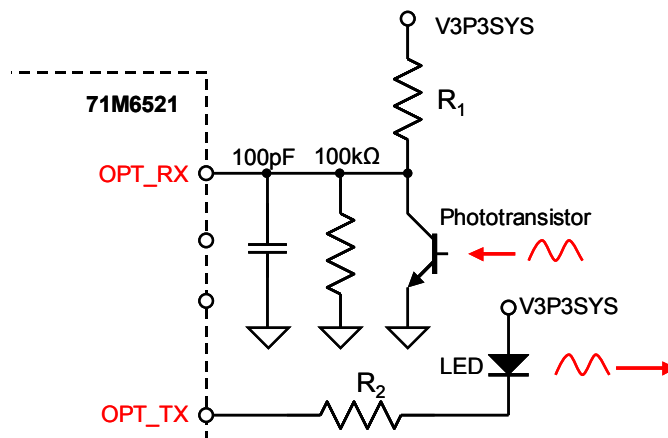 V3P3SYS
71M6521
R1
100pF
100kΩ
OPT_RX
Phototransistor
V3P3SYS
LED
R2
OPT_TX